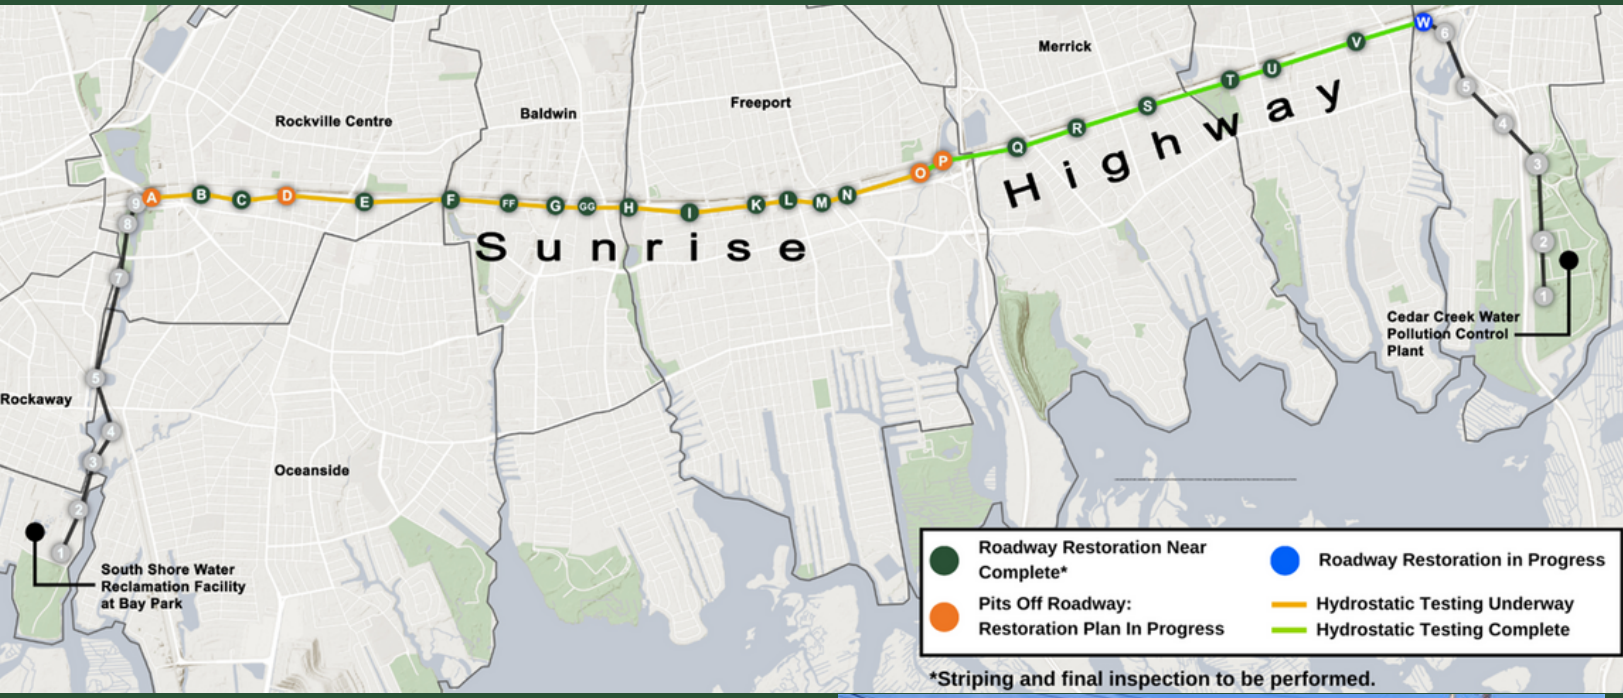 Merrick
Freeport
Baldwin
Rockville Centre
W
6
V
5
U
T
4
S
R
3
Q
P
O
9
A
B
C
D
E
F
FF
G
GG
H
I
K
L
M
N
8
7
5
4
3
2
1
2
1
Sunrise
Highway
Rockaway
Oceanside
Cedar Creek Water
Pollution Control
Plant
South Shore Water
Reclamation Facility
at Bay Park
Roadway Restoration Near
Complete*
Pits Off Roadway:
Restoration Plan In Progress
Roadway Restoration in Progress
Hydrostatic Testing Underway
Hydrostatic Testing Complete
*Striping and final inspection to be performed.